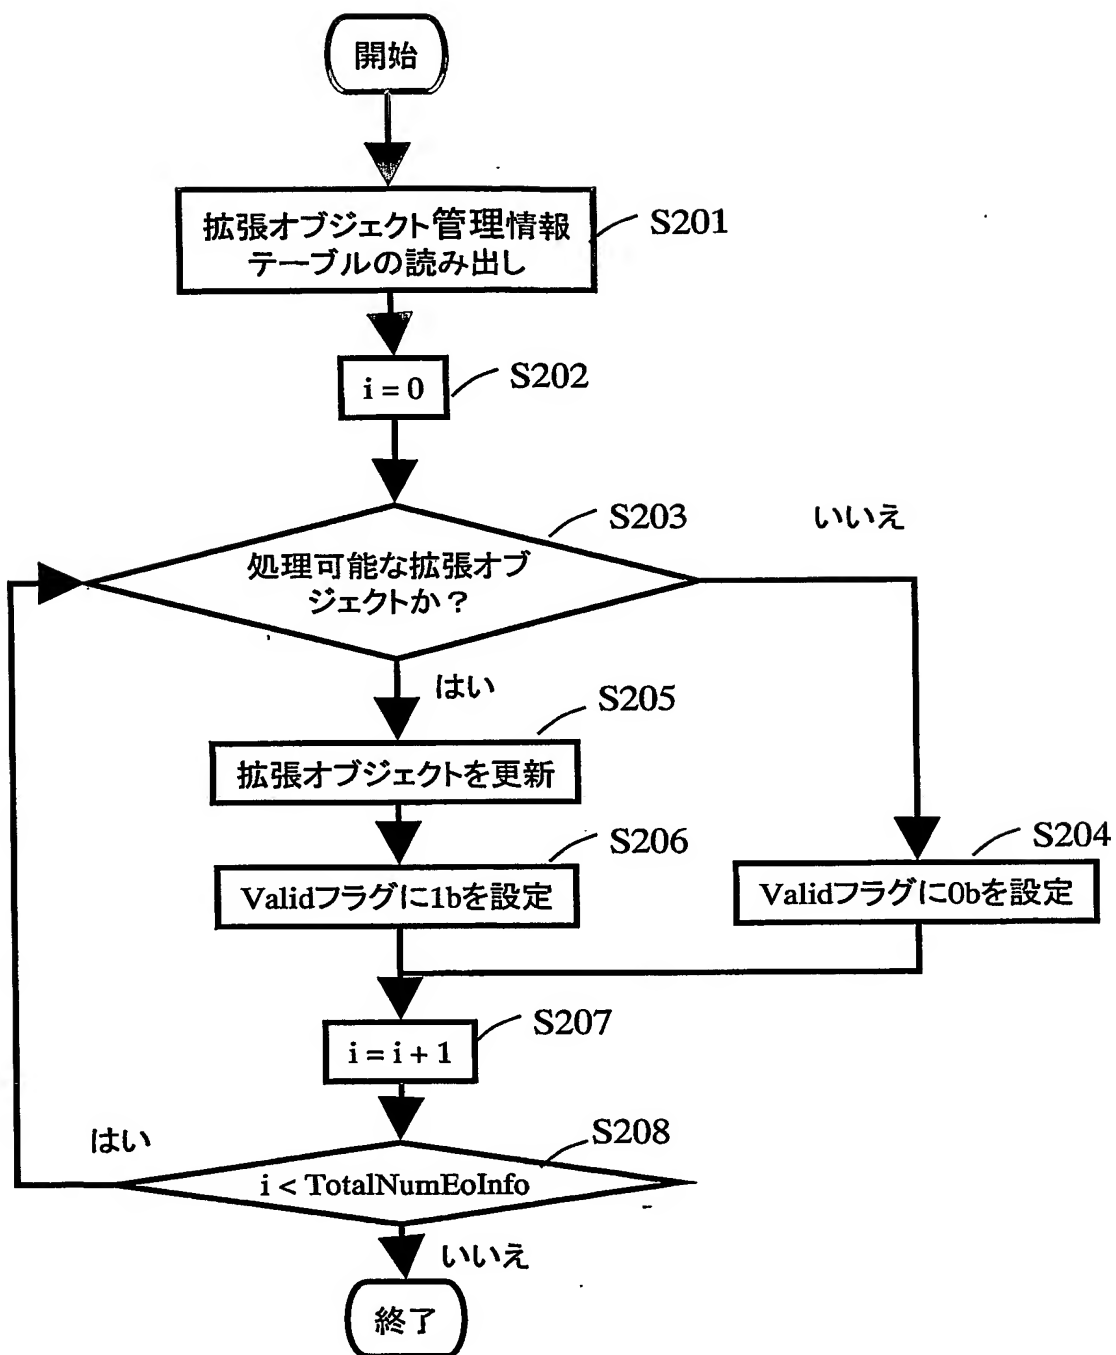 開始
拡張オブジェクト管理情報
テーブルの読み出し
S201
i = 0
S202
S203
いいえ
処理可能な拡張オブ
ジェクトか?
はい
S205
拡張オブジェクトを更新
S206
Validフラグに1bを設定
S204
Validフラグに0bを設定
S207
i = i + 1
はい
S208
i < TotalNumEoInfo
いいえ
終了